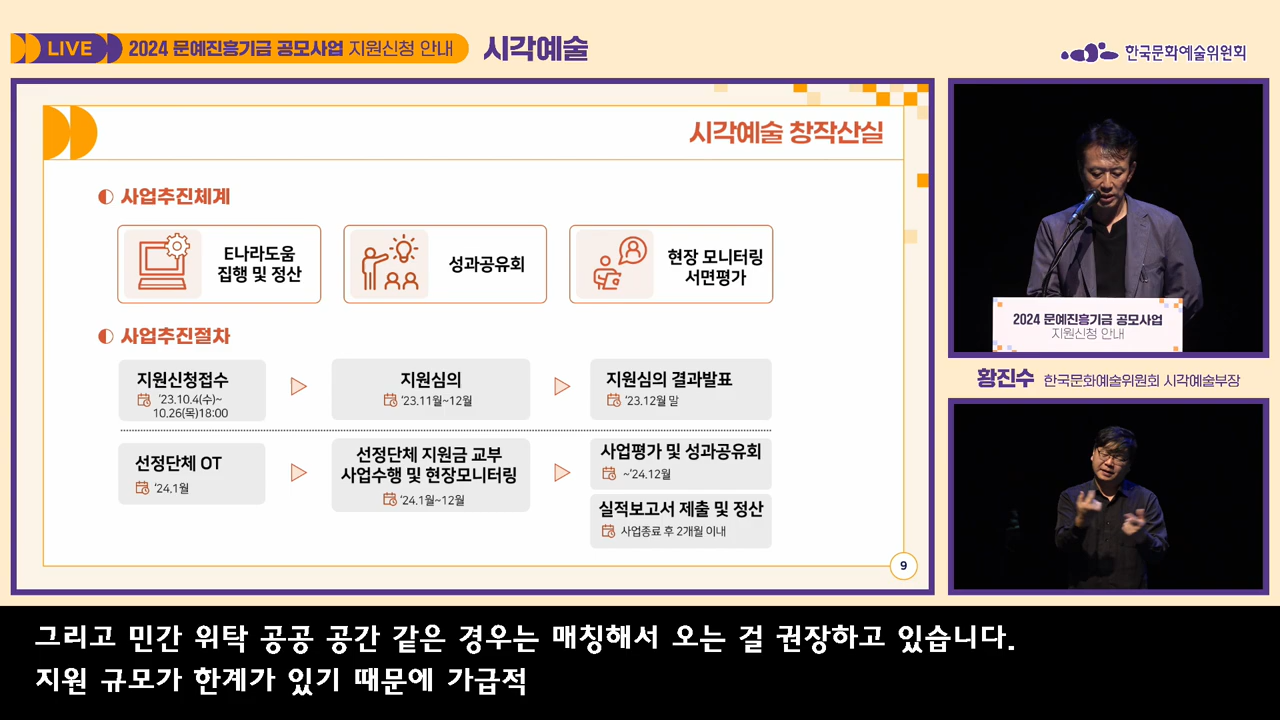 LIVE 2024 문예진흥기금 공모사업 지원신청 안내 시각예술
한국문화예술위원회
시각예술 창작산실
사업추진체계
E나라도움
집행 및 정산
성과공유회
현장 모니터링
서면평가
사업추진절차
지원신청접수
‘23.10.4(수)~
10.26(목)18:00
지원심의
‘23.11월~12월
지원심의 결과발표
‘23.12월 말
선정단체 OT
‘24.1월
선정단체 지원금 교부
사업수행 및 현장모니터링
‘24.1월~12월
사업평가 및 성과공유회
~‘24.12월
실적보고서 제출 및 정산
사업종료 후 2개월 이내
9
2024 문예진흥기금 공모사업
지원신청 안내
황진수 한국문화예술위원회 시각예술부장
그리고 민간 위탁 공공 공간 같은 경우는 매칭해서 오는 걸 권장하고 있습니다.
지원 규모가 한계가 있기 때문에 가급적